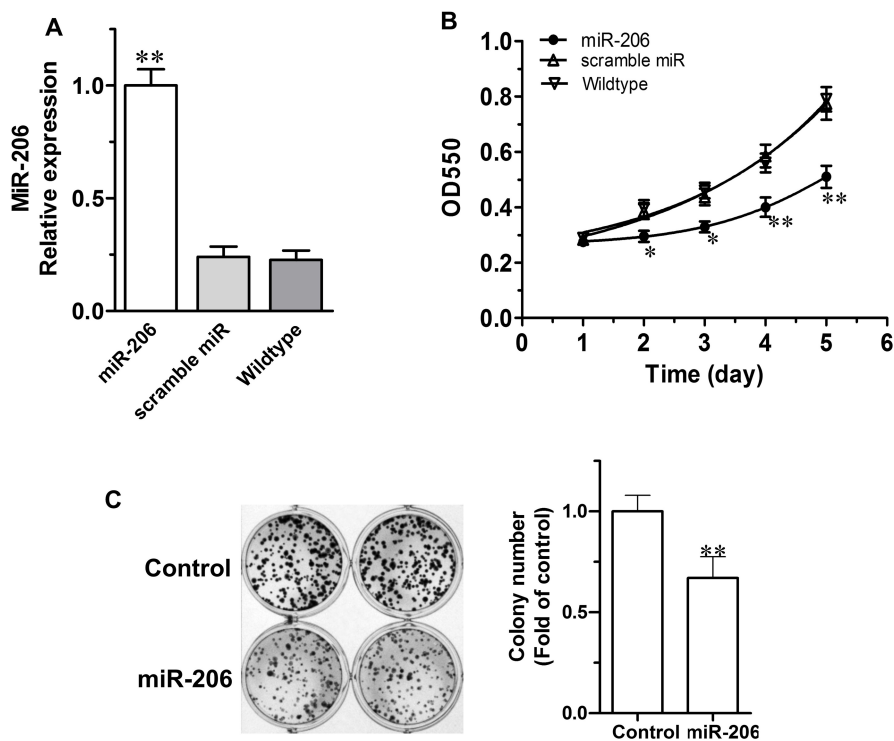 A
MiR-206
Relative expression
1.0
0.5
0.0
**
miR-206
scramble miR
Wildtype
B
miR-206
scramble miR
Wildtype
OD550
1.0
0.8
0.6
0.4
0.2
0.0
*
*
**
**
0 1 2 3 4 5 6
Time (day)
C
Control
miR-206
Colony number
(Fold of control)
1.0
0.5
0.0
**
Control miR-206